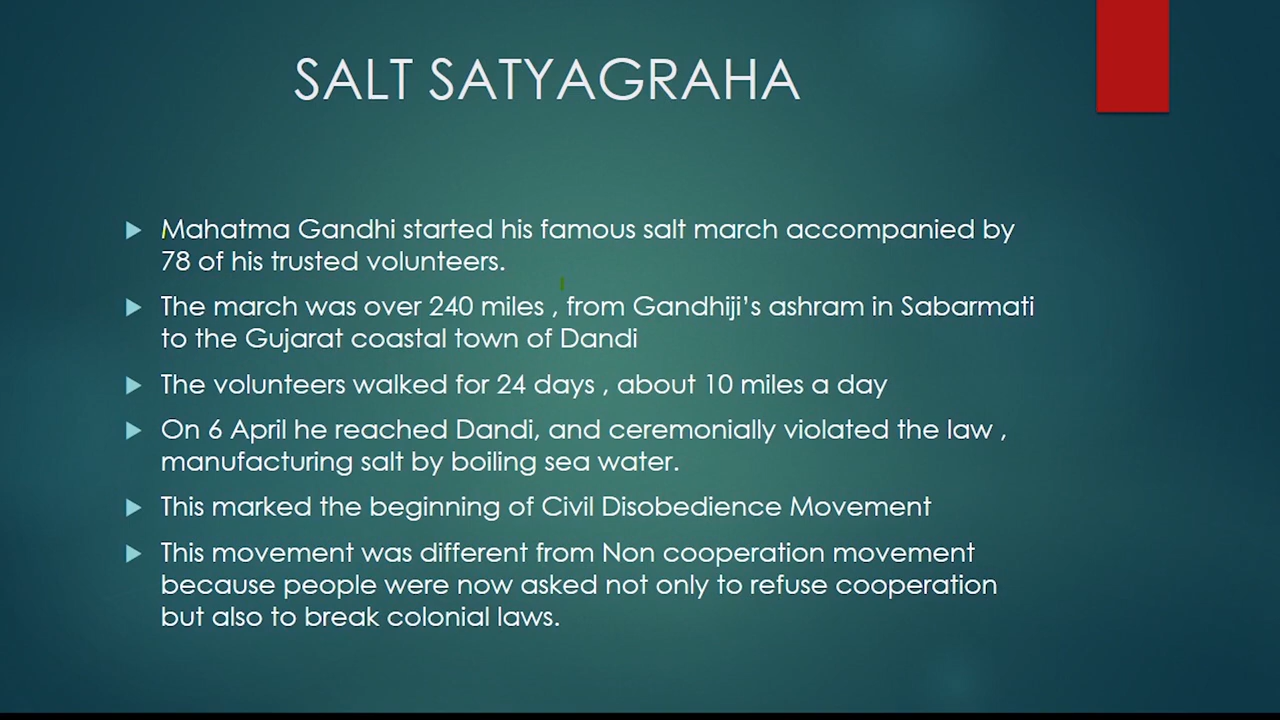 SALT SATYAGRAHA
Mahatma Gandhi started his famous salt march accompanied by
78 of his trusted volunteers.
The march was over 240 miles , from Gandhiji’s ashram in Sabarmati
to the Gujarat coastal town of Dandi
The volunteers walked for 24 days , about 10 miles a day
On 6 April he reached Dandi, and ceremonially violated the law ,
manufacturing salt by boiling sea water.
This marked the beginning of Civil Disobedience Movement
This movement was different from Non cooperation movement
because people were now asked not only to refuse cooperation
but also to break colonial laws.